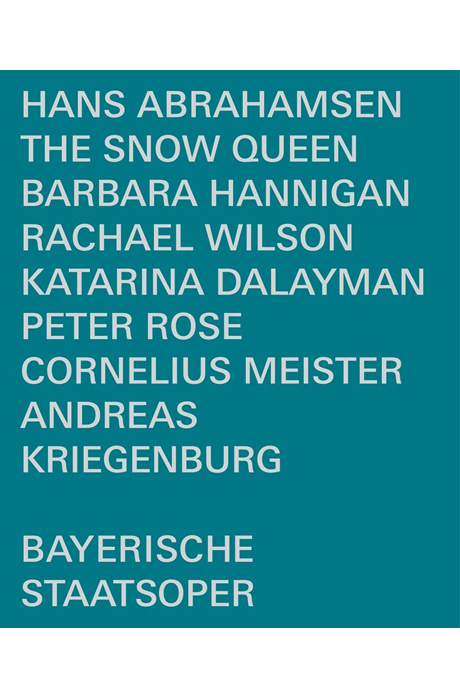 HANS ABRAHAMSEN
THE SNOW QUEEN
BARBARA HANNIGAN
RACHAEL WILSON
KATARINA DALAYMAN
PETER ROSE
CORNELIUS MEISTER
ANDREAS
KRIEGENBURG
BAYERISCHE
STAATSOPER